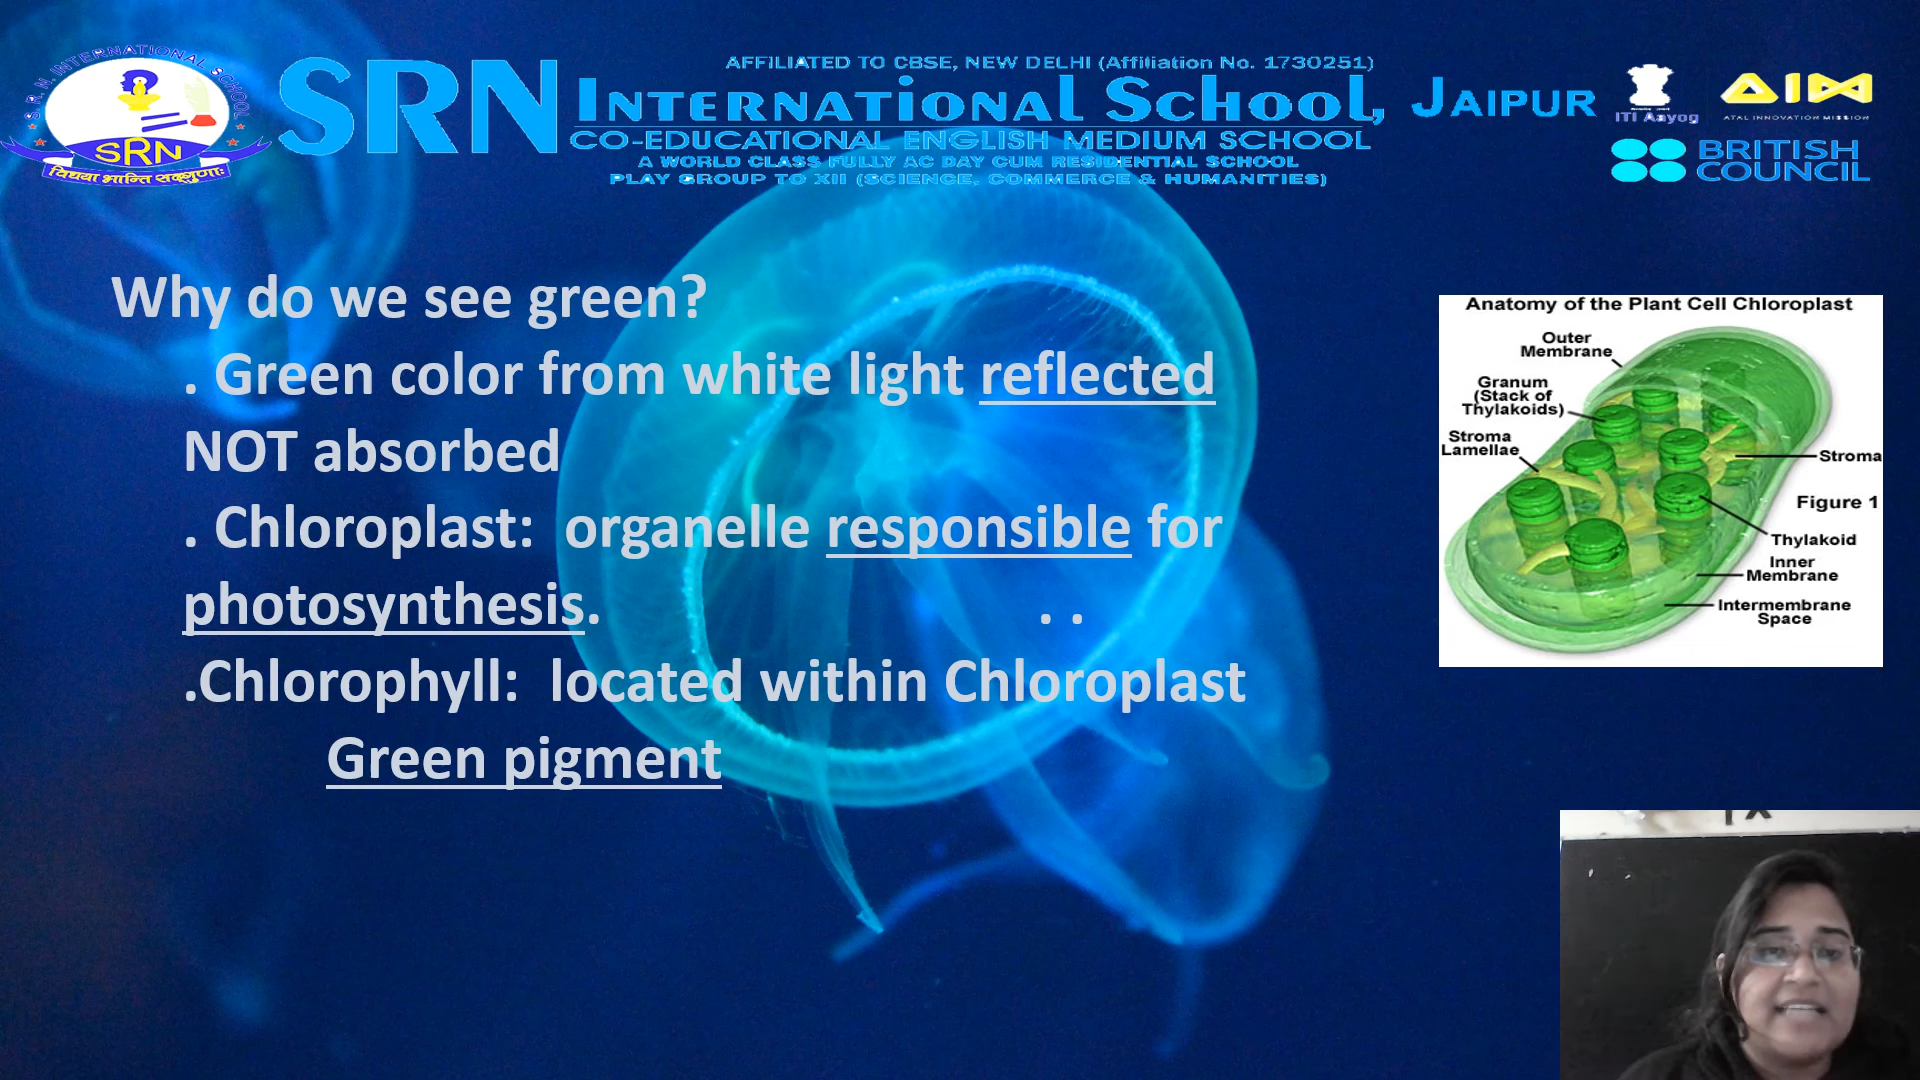 S.R.N. INTERNATIONAL SCHOOL
SRN
विद्यया भान्ति सद्गुणाः
SRN INTERNATIONAL SCHOOL, JAIPUR
AFFILIATED TO CBSE, NEW DELHI (Affiliation No. 1730251)
CO-EDUCATIONAL ENGLISH MEDIUM SCHOOL
A WORLD CLASS FULLY AC DAY CUM RESIDENTIAL SCHOOL
PLAY GROUP TO XII (SCIENCE, COMMERCE & HUMANITIES)
ITI Aayog
AIM
ATAL INNOVATION MISSION
BRITISH
COUNCIL
Why do we see green?
. Green color from white light reflected
NOT absorbed
. Chloroplast:  organelle responsible for
photosynthesis. . .
.Chlorophyll:  located within Chloroplast
Green pigment
Anatomy of the Plant Cell Chloroplast
Outer
Membrane
Granum
(Stack of
Thylakoids)
Stroma
Lamellae
Stroma
Figure 1
Thylakoid
Inner
Membrane
Intermembrane
Space